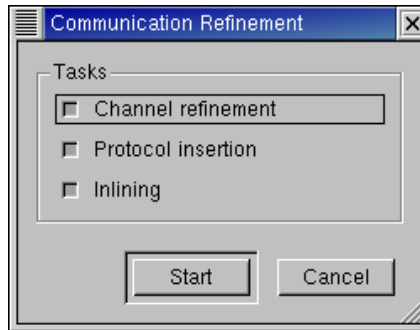 Communication Refinement
Tasks
Channel refinement
Protocol insertion
Inlining
Start Cancel